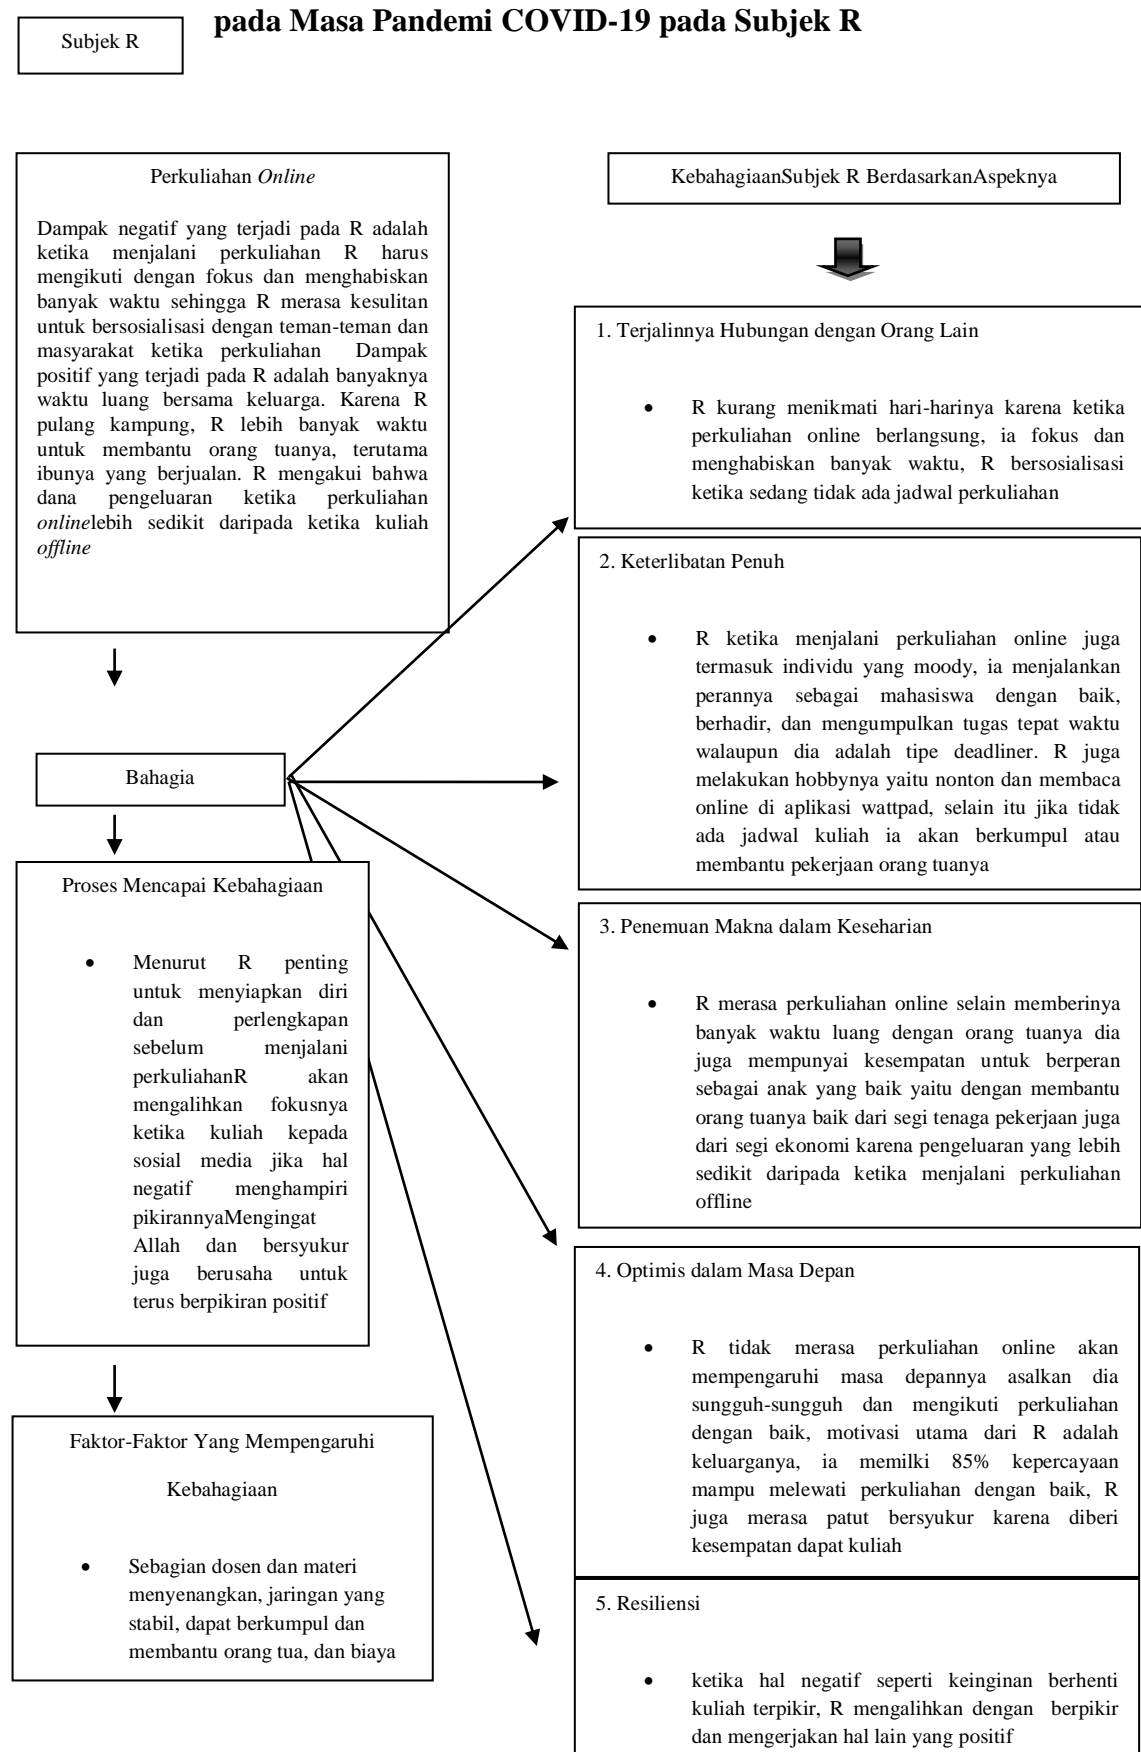 pada Masa Pandemi COVID-19 pada Subjek R
Subjek R
Perkuliahan Online
Dampak negatif yang terjadi pada R adalah
ketika menjalani perkuliahan R harus
mengikuti dengan fokus dan menghabiskan
banyak waktu sehingga R merasa kesulitan
untuk bersosialisasi dengan teman-teman dan
masyarakat ketika perkuliahan Dampak
positif yang terjadi pada R adalah banyaknya
waktu luang bersama keluarga. Karena R
pulang kampung, R lebih banyak waktu
untuk membantu orang tuanya, terutama
ibunya yang berjualan. R mengakui bahwa
dana pengeluaran ketika perkuliahan
onlinelebih sedikit daripada ketika kuliah
offline
Bahagia
Proses Mencapai Kebahagiaan
• Menurut R penting
untuk menyiapkan diri
dan perlengkapan
sebelum menjalani
perkuliahanR akan
mengalihkan fokusnya
ketika kuliah kepada
sosial media jika hal
negatif menghampiri
pikirannyaMengingat
Allah dan bersyukur
juga berusaha untuk
terus berpikiran positif
Faktor-Faktor Yang Mempengaruhi
Kebahagiaan
• Sebagian dosen dan materi
menyenangkan, jaringan yang
stabil, dapat berkumpul dan
membantu orang tua, dan biaya
KebahagiaanSubjek R BerdasarkanAspeknya
1. Terjalinnya Hubungan dengan Orang Lain
• R kurang menikmati hari-harinya karena ketika
perkuliahan online berlangsung, ia fokus dan
menghabiskan banyak waktu, R bersosialisasi
ketika sedang tidak ada jadwal perkuliahan
2. Keterlibatan Penuh
• R ketika menjalani perkuliahan online juga
termasuk individu yang moody, ia menjalankan
perannya sebagai mahasiswa dengan baik,
berhadir, dan mengumpulkan tugas tepat waktu
walaupun dia adalah tipe deadliner. R juga
melakukan hobbynya yaitu nonton dan membaca
online di aplikasi wattpad, selain itu jika tidak
ada jadwal kuliah ia akan berkumpul atau
membantu pekerjaan orang tuanya
3. Penemuan Makna dalam Keseharian
• R merasa perkuliahan online selain memberinya
banyak waktu luang dengan orang tuanya dia
juga mempunyai kesempatan untuk berperan
sebagai anak yang baik yaitu dengan membantu
orang tuanya baik dari segi tenaga pekerjaan juga
dari segi ekonomi karena pengeluaran yang lebih
sedikit daripada ketika menjalani perkuliahan
offline
4. Optimis dalam Masa Depan
• R tidak merasa perkuliahan online akan
mempengaruhi masa depannya asalkan dia
sungguh-sungguh dan mengikuti perkuliahan
dengan baik, motivasi utama dari R adalah
keluarganya, ia memilki 85% kepercayaan
mampu melewati perkuliahan dengan baik, R
juga merasa patut bersyukur karena diberi
kesempatan dapat kuliah
5. Resiliensi
• ketika hal negatif seperti keinginan berhenti
kuliah terpikir, R mengalihkan dengan berpikir
dan mengerjakan hal lain yang positif